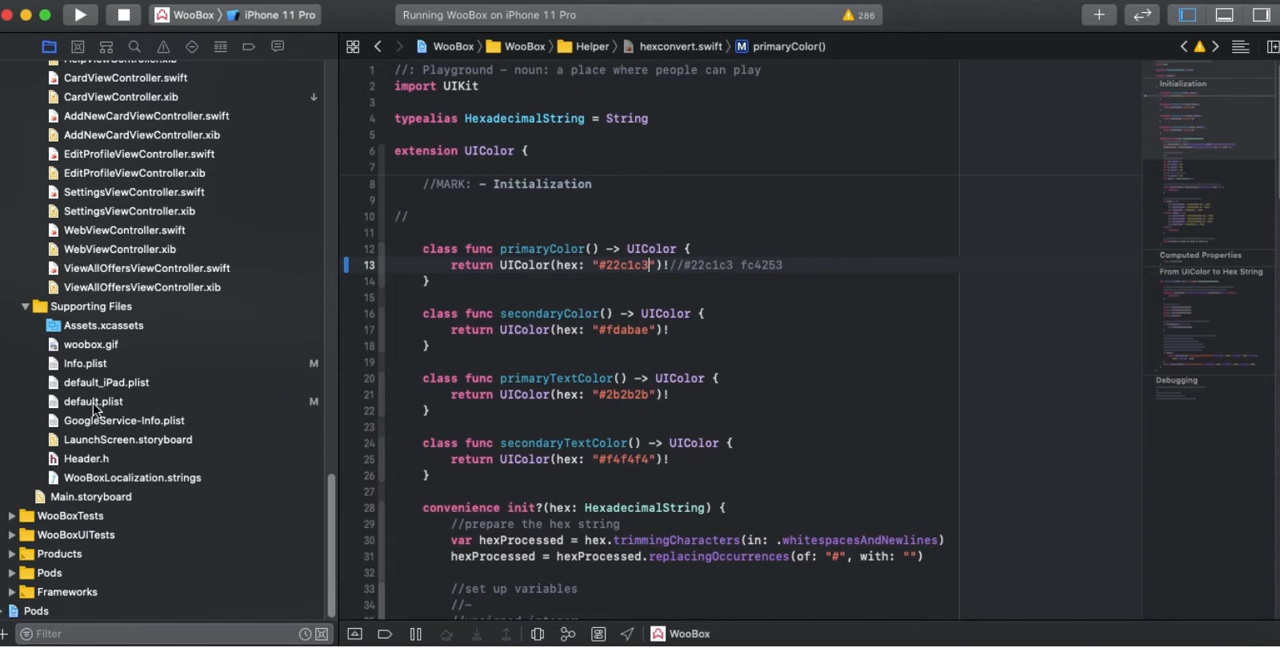 WooBox
iPhone 11 Pro
Running WooBox on iPhone 11 Pro
286
WooBox
WooBox
Helper
hexconvert.swift
M
primaryColor()
CardViewController.swift
CardViewController.xib
AddNewCardViewController.swift
AddNewCardViewController.xib
EditProfileViewController.swift
EditProfileViewController.xib
SettingsViewController.swift
SettingsViewController.xib
WebViewController.swift
WebViewController.xib
ViewAllOffersViewController.swift
ViewAllOffersViewController.xib
Supporting Files
Assets.xcassets
woobox.gif
Info.plist M
default_iPad.plist
default.plist M
GoogleService-Info.plist
LaunchScreen.storyboard
h Header.h
WooBoxLocalization.strings
Main.storyboard
WooBoxTests
WooBoxUITests
Products
Pods
Frameworks
Pods
Filter
1 //: Playground - noun: a place where people can play
2 import UIKit
3
4 typealias HexadecimalString = String
5
6 extension UIColor {
7
8 //MARK: - Initialization
9
10 //
11
12 class func primaryColor() -> UIColor {
13 return UIColor(hex: "#22c1c3")!//#22c1c3 fc4253
14 }
15
16 class func secondaryColor() -> UIColor {
17 return UIColor(hex: "#fdabae")!
18 }
19
20 class func primaryTextColor() -> UIColor {
21 return UIColor(hex: "#2b2b2b")!
22 }
23
24 class func secondaryTextColor() -> UIColor {
25 return UIColor(hex: "#f4f4f4")!
26 }
27
28 convenience init?(hex: HexadecimalString) {
29 //prepare the hex string
30 var hexProcessed = hex.trimmingCharacters(in: .whitespacesAndNewlines)
31 hexProcessed = hexProcessed.replacingOccurrences(of: "#", with: "")
32
33 //set up variables
34 //-
Initialization
Computed Properties
From UIColor to Hex String
Debugging
WooBox